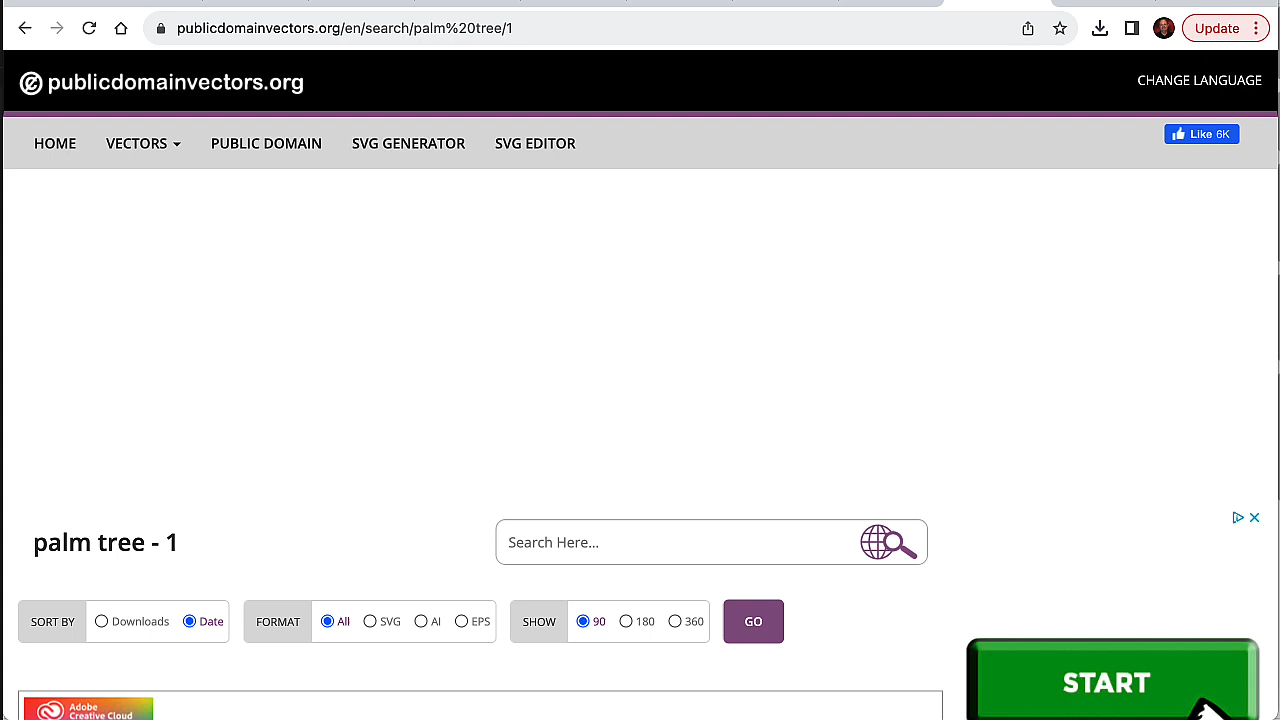 publicdomainvectors.org/en/search/palm%20tree/1
Update
publicdomainvectors.org
CHANGE LANGUAGE
HOME
VECTORS
PUBLIC DOMAIN
SVG GENERATOR
SVG EDITOR
Like 6K
palm tree - 1
Search Here...
SORT BY
Downloads
Date
FORMAT
All
SVG
AI
EPS
SHOW
90
180
360
GO
START
Adobe
Creative Cloud